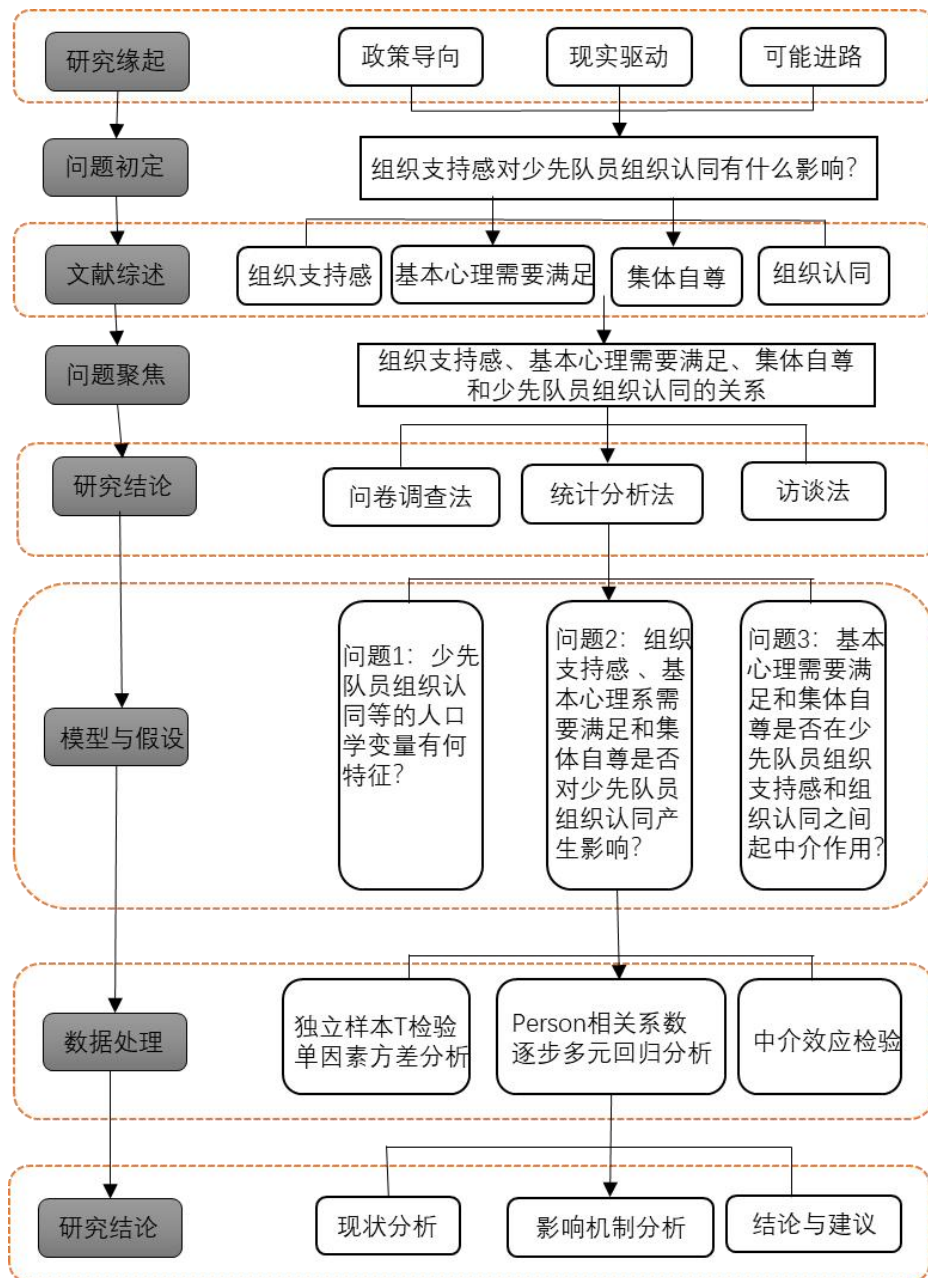 研究缘起
政策导向
现实驱动
可能进路
问题初定
组织支持感对少先队员组织认同有什么影响？
文献综述
组织支持感
基本心理需要满足
集体自尊
组织认同
问题聚焦
组织支持感、基本心理需要满足、集体自尊
和少先队员组织认同的关系
研究结论
问卷调查法
统计分析法
访谈法
模型与假设
问题1：少先
队员组织认
同等的人口
学变量有何
特征？
问题2：组织
支持感 、基
本心理系需
要满足和集
体自尊是否
对少先队员
组织认同产
生影响？
问题3：基本
心理需要满
足和集体自
尊是否在少
先队员组织
支持感和组
织认同之间
起中介作用？
数据处理
独立样本T检验
单因素方差分析
Person相关系数
逐步多元回归分析
中介效应检验
研究结论
现状分析
影响机制分析
结论与建议